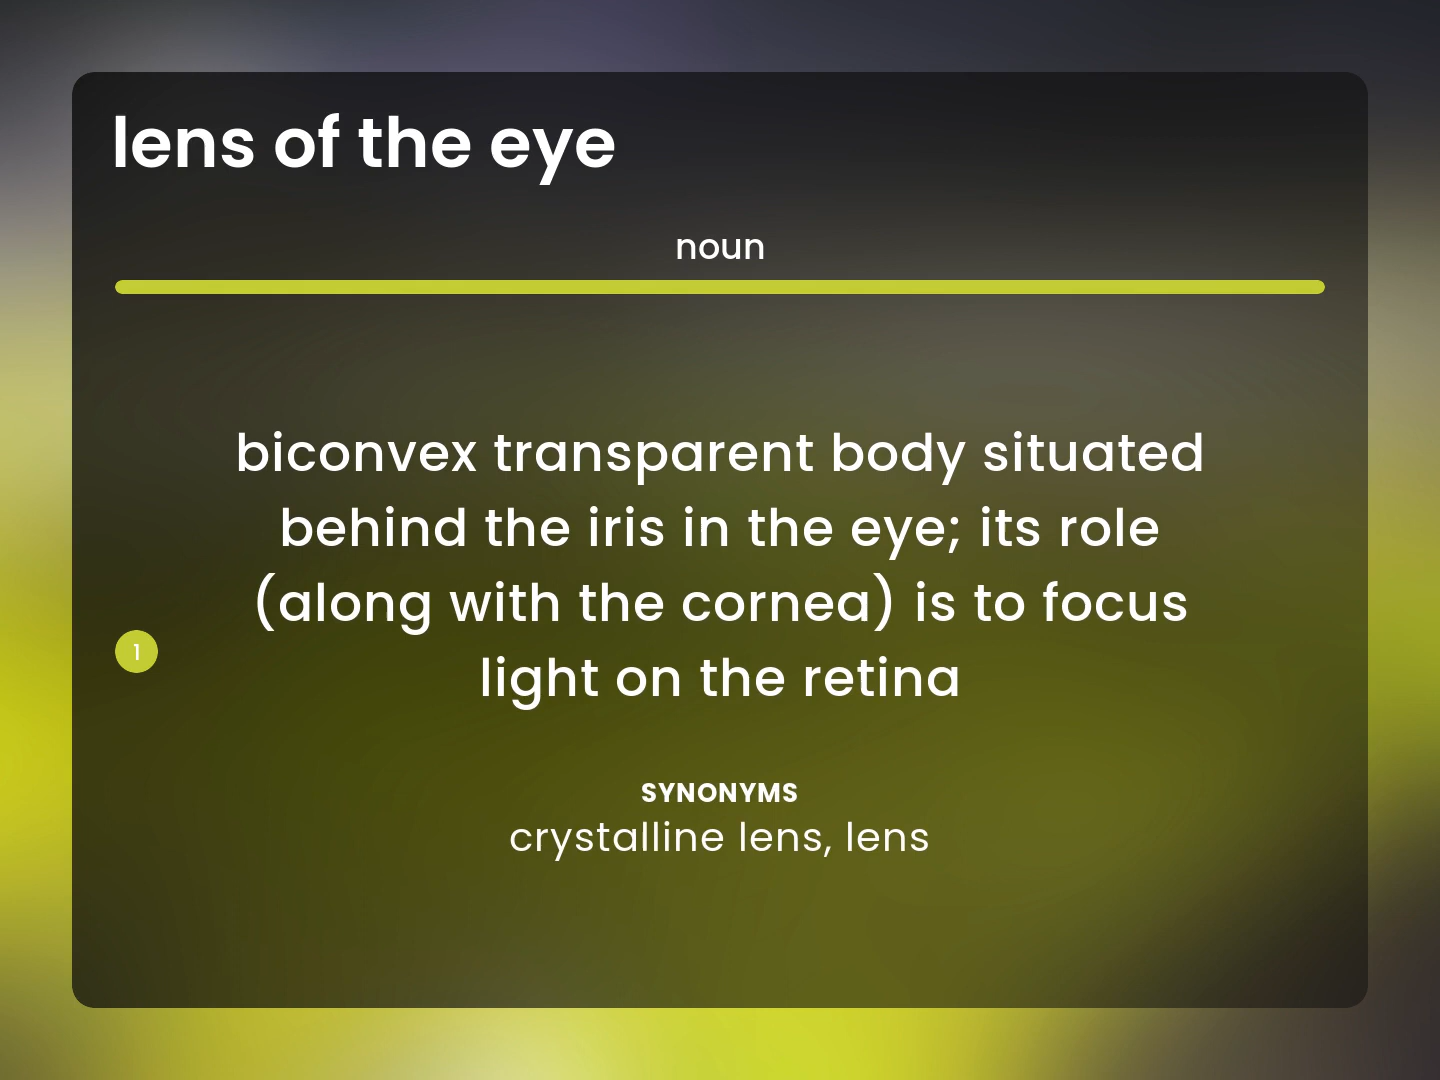 lens of the eye
noun
biconvex transparent body situated
behind the iris in the eye; its role
(along with the cornea) is to focus
light on the retina
1
SYNONYMS
crystalline lens, lens